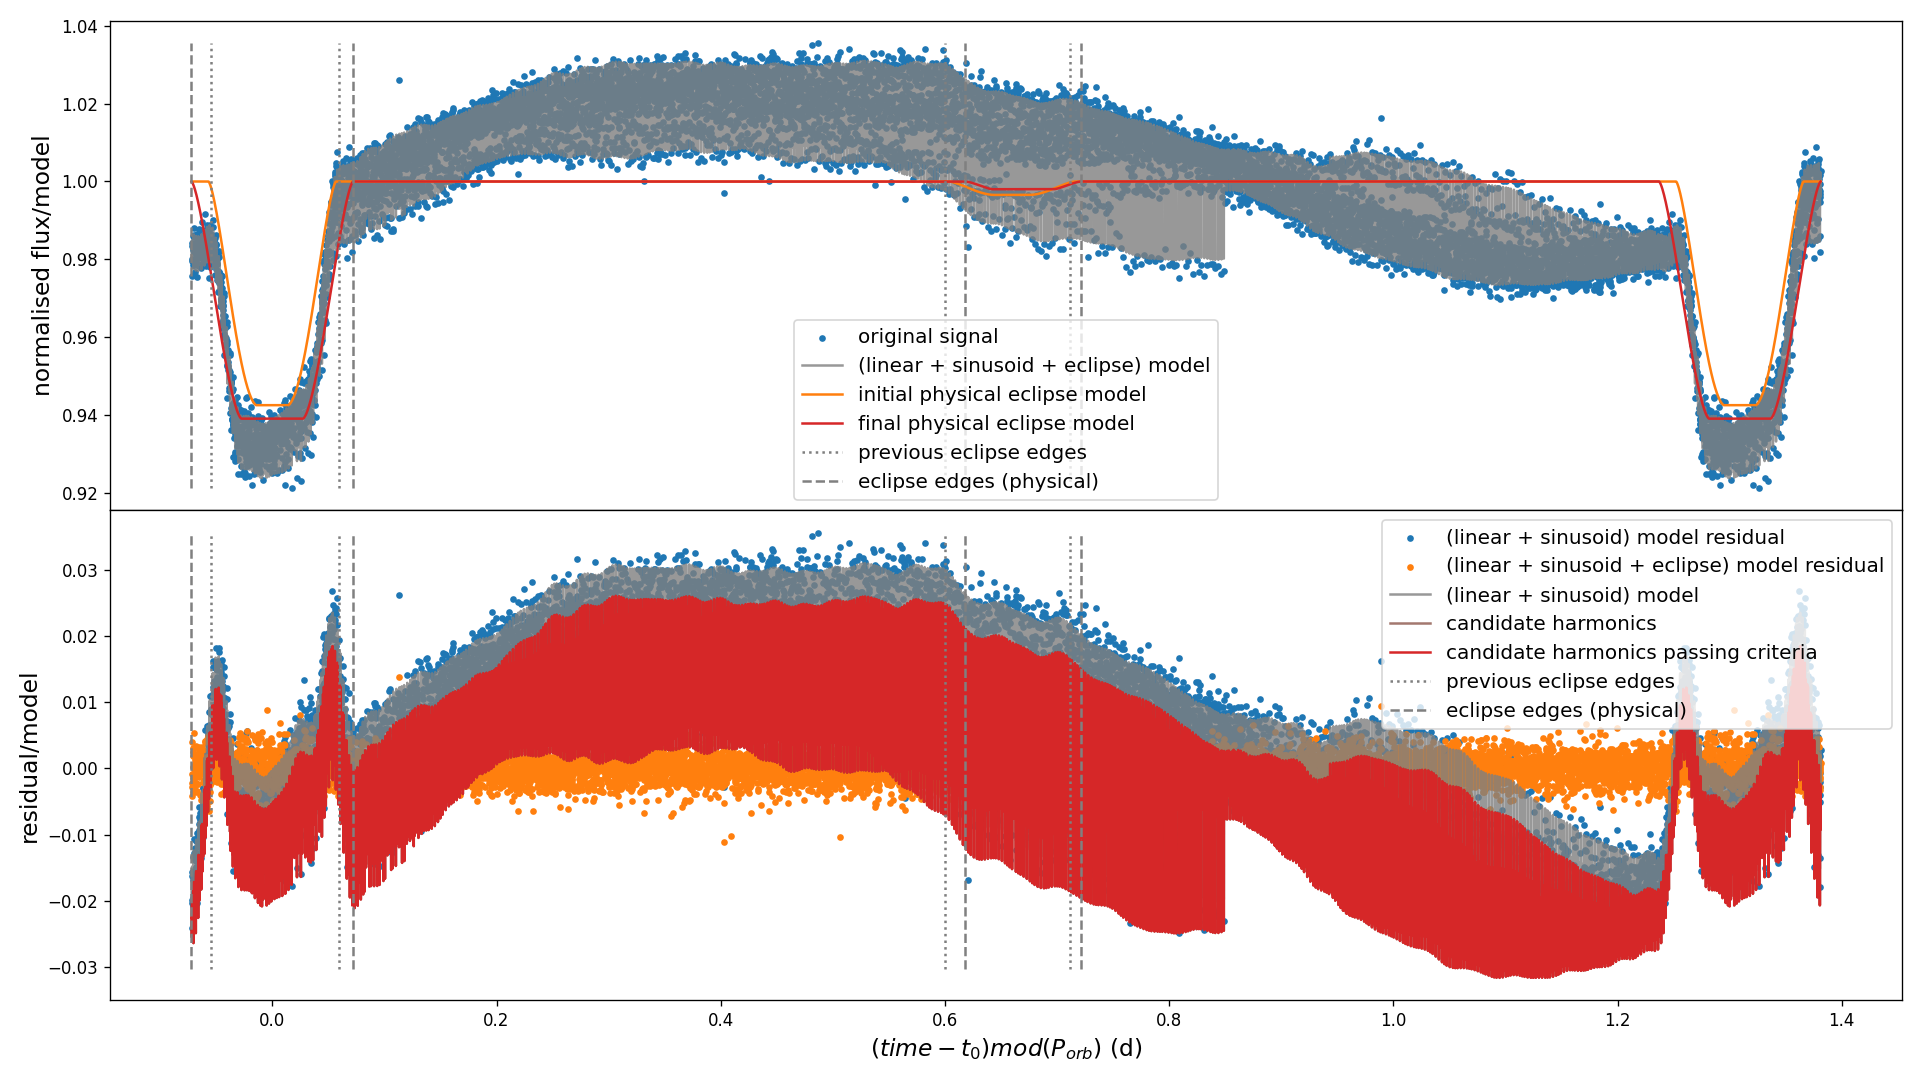 1.04
1.02
1.00
0.98
0.96
0.94
0.92
normalised flux/model
original signal
(linear + sinusoid + eclipse) model
initial physical eclipse model
final physical eclipse model
previous eclipse edges
eclipse edges (physical)
0.03
0.02
0.01
0.00
−0.01
−0.02
−0.03
residual/model
(linear + sinusoid) model residual
(linear + sinusoid + eclipse) model residual
(linear + sinusoid) model
candidate harmonics
candidate harmonics passing criteria
previous eclipse edges
eclipse edges (physical)
0.0 0.2 0.4 0.6 0.8 1.0 1.2 1.4
(time − t₀)mod(P_orb) (d)